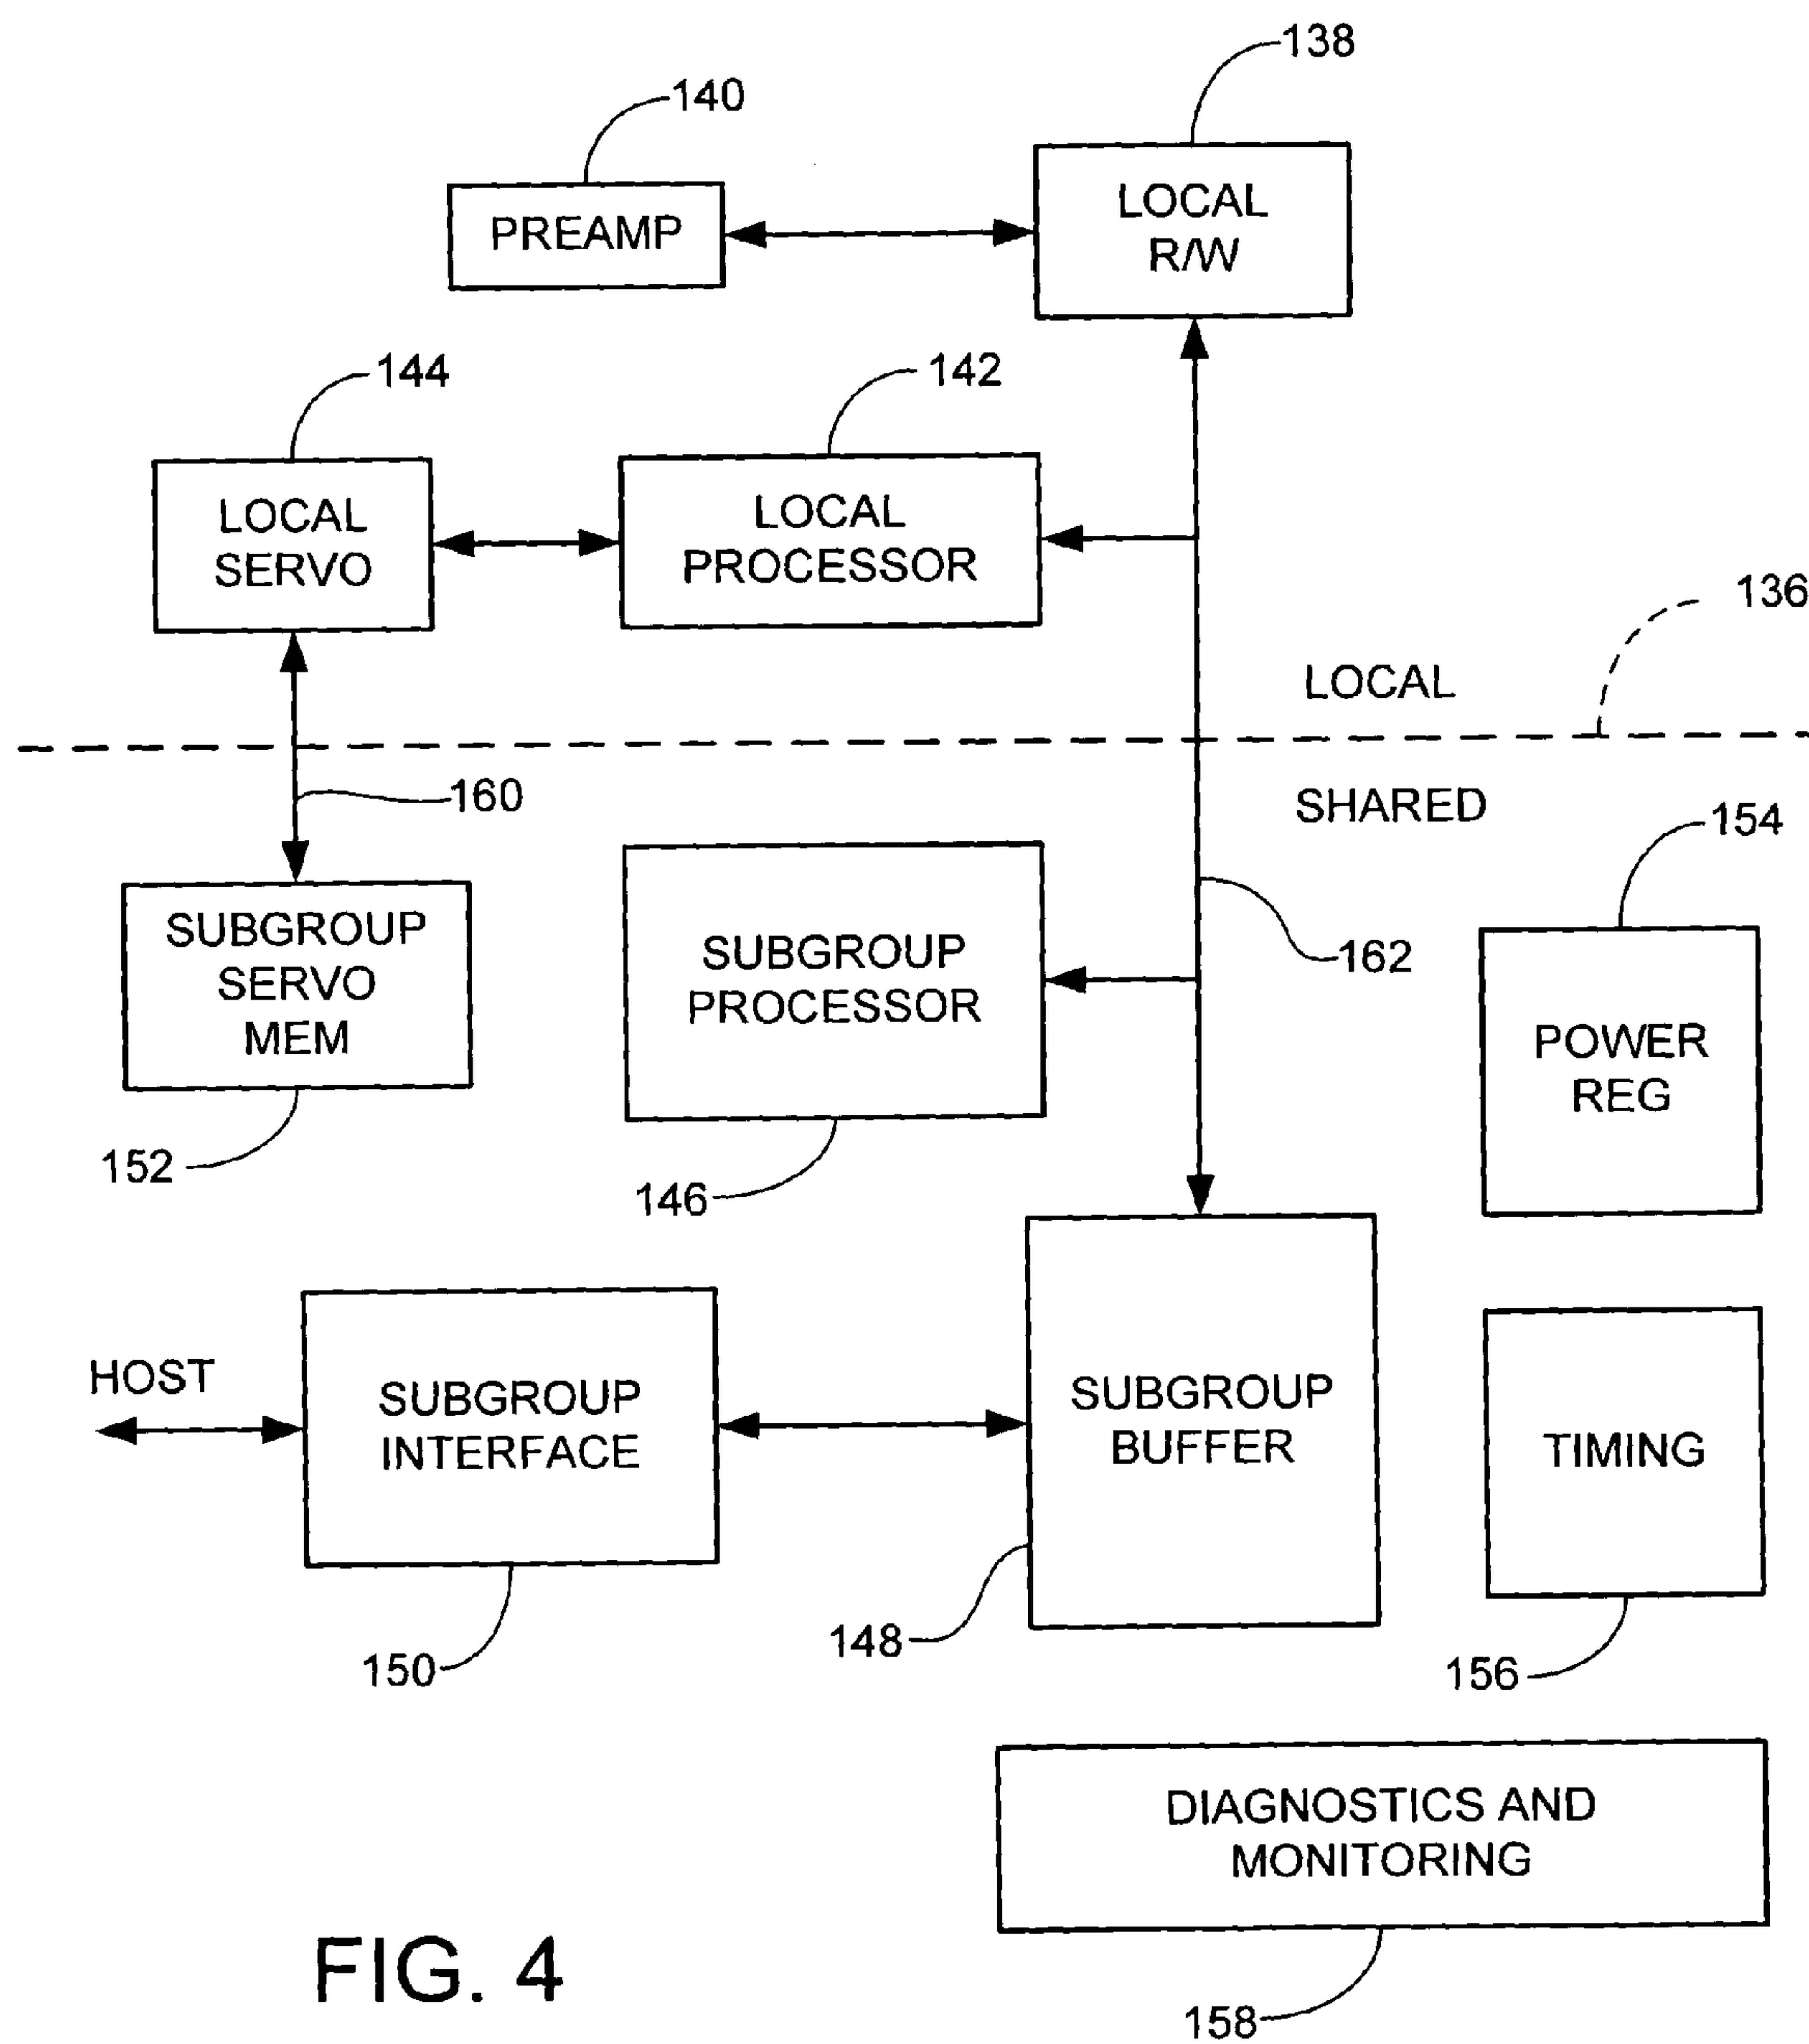 138
140
LOCAL
R/W
PREAMP
142
144
LOCAL
PROCESSOR
LOCAL
SERVO
136
LOCAL
160
SHARED
154
SUBGROUP
SERVO
MEM
SUBGROUP
PROCESSOR
162
POWER
REG
152
146
HOST
SUBGROUP
INTERFACE
SUBGROUP
BUFFER
TIMING
148
150
156
DIAGNOSTICS AND
MONITORING
FIG. 4
158